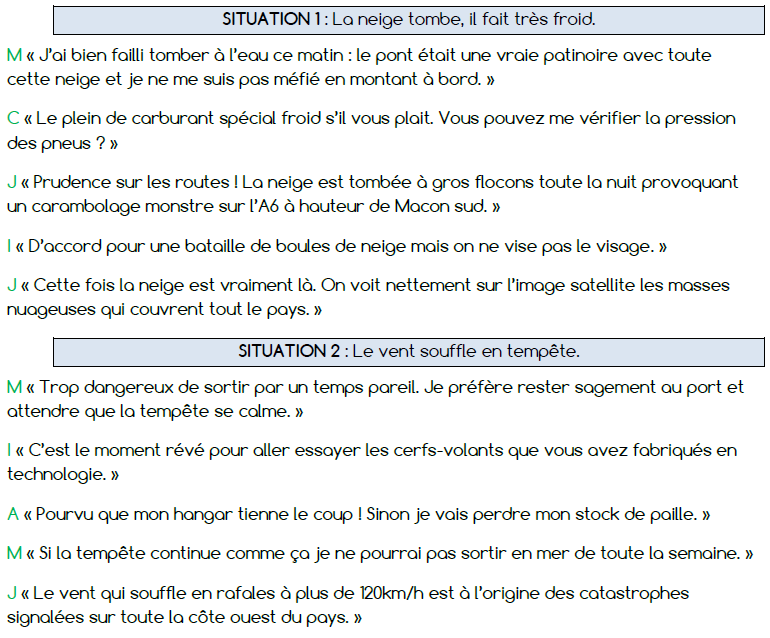 SITUATION 1 : La neige tombe, il fait très froid.
M « J'ai bien failli tomber à l'eau ce matin : le pont était une vraie patinoire avec toute
cette neige et je ne me suis pas méfié en montant à bord. »
C « Le plein de carburant spécial froid s'il vous plait. Vous pouvez me vérifier la pression
des pneus ? »
J « Prudence sur les routes ! La neige est tombée à gros flocons toute la nuit provoquant
un carambolage monstre sur l'A6 à hauteur de Macon sud. »
I « D'accord pour une bataille de boules de neige mais on ne vise pas le visage. »
J « Cette fois la neige est vraiment là. On voit nettement sur l'image satellite les masses
nuageuses qui couvrent tout le pays. »
SITUATION 2 : Le vent souffle en tempête.
M « Trop dangereux de sortir par un temps pareil. Je préfère rester sagement au port et
attendre que la tempête se calme. »
I « C'est le moment révé pour aller essayer les cerfs-volants que vous avez fabriqués en
technologie. »
A « Pourvu que mon hangar tienne le coup ! Sinon je vais perdre mon stock de paille. »
M « Si la tempête continue comme ça je ne pourrai pas sortir en mer de toute la semaine. »
J « Le vent qui souffle en rafales à plus de 120km/h est à l'origine des catastrophes
signalées sur toute la côte ouest du pays. »